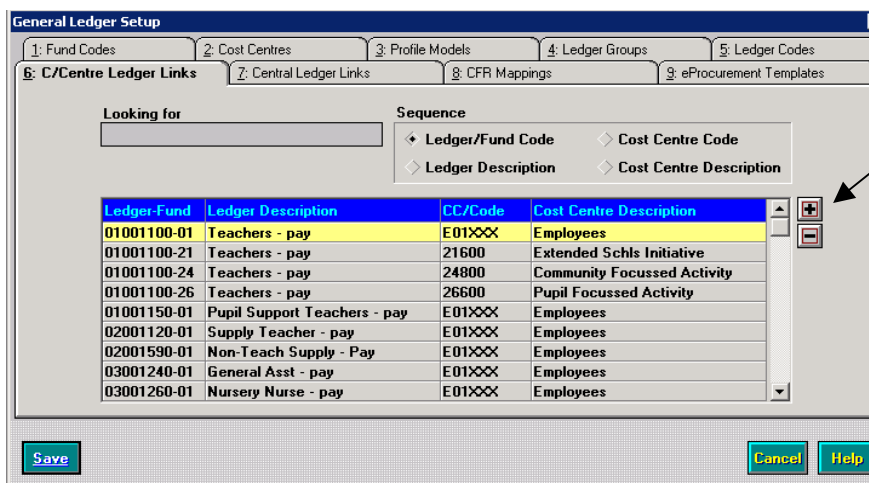 General Ledger Setup
1: Fund Codes 2: Cost Centres 3: Profile Models 4: Ledger Groups 5: Ledger Codes
6: C/Centre Ledger Links 7: Central Ledger Links 8: CFR Mappings 9: eProcurement Templates
Looking for Sequence
Ledger/Fund Code Cost Centre Code
Ledger Description Cost Centre Description
Ledger-Fund Ledger Description CC/Code Cost Centre Description
01001100-01 Teachers - pay E01XXX Employees
01001100-21 Teachers - pay 21600 Extended Schls Initiative
01001100-24 Teachers - pay 24800 Community Focussed Activity
01001100-26 Teachers - pay 26600 Pupil Focussed Activity
01001150-01 Pupil Support Teachers - pay E01XXX Employees
02001120-01 Supply Teacher - pay E01XXX Employees
02001590-01 Non-Teach Supply - Pay E01XXX Employees
03001240-01 General Asst - pay E01XXX Employees
03001260-01 Nursery Nurse - pay E01XXX Employees
Save Cancel Help